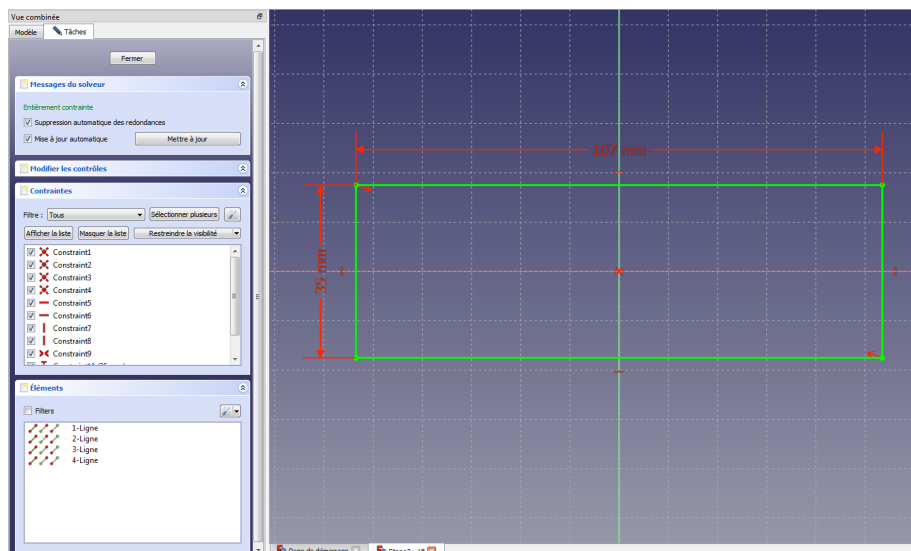 Vue combinée
Modèle
Tâches
Fermer
Messages du solveur
Entièrement contrainte
Suppression automatique des redondances
Mise à jour automatique
Mettre à jour
Modifier les contrôles
Contraintes
Filtre : Tous
Sélectionner plusieurs
Afficher la liste
Masquer la liste
Restreindre la visibilité
Constraint1
Constraint2
Constraint3
Constraint4
Constraint5
Constraint6
Constraint7
Constraint8
Constraint9
Éléments
Filters
1-Ligne
2-Ligne
3-Ligne
4-Ligne
107 mm
35 mm
Page de démarrage